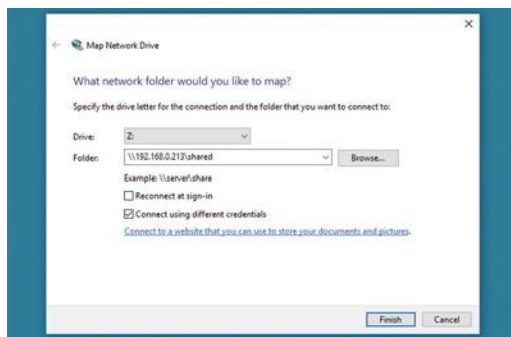 Map Network Drive
What network folder would you like to map?
Specify the drive letter for the connection and the folder that you want to connect to:
Drive: Z:
Folder: \\192.168.0.213\shared Browse...
Example: \\server\share
Reconnect at sign-in
Connect using different credentials
Connect to a website that you can use to store your documents and pictures.
Finish Cancel